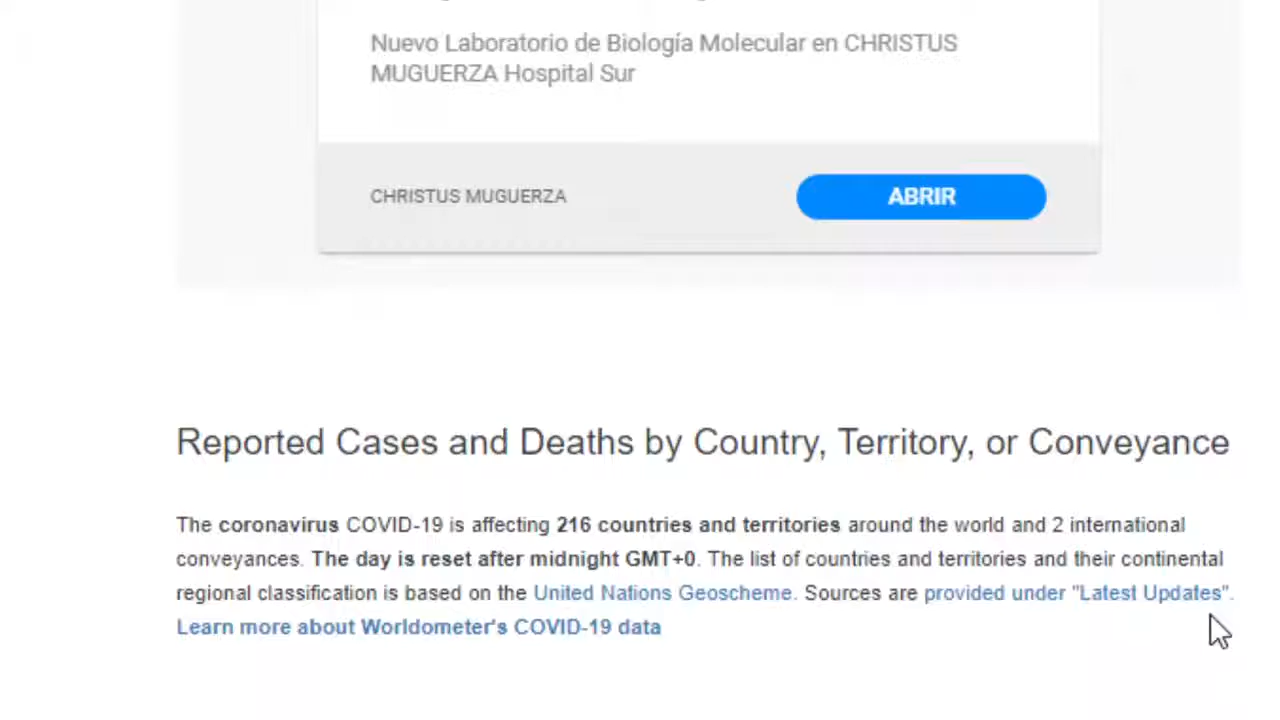 Nuevo Laboratorio de Biología Molecular en CHRISTUS
MUGUERZA Hospital Sur
CHRISTUS MUGUERZA
ABRIR
Reported Cases and Deaths by Country, Territory, or Conveyance
The coronavirus COVID-19 is affecting 216 countries and territories around the world and 2 international
conveyances. The day is reset after midnight GMT+0. The list of countries and territories and their continental
regional classification is based on the United Nations Geoscheme. Sources are provided under "Latest Updates".
Learn more about Worldometer's COVID-19 data